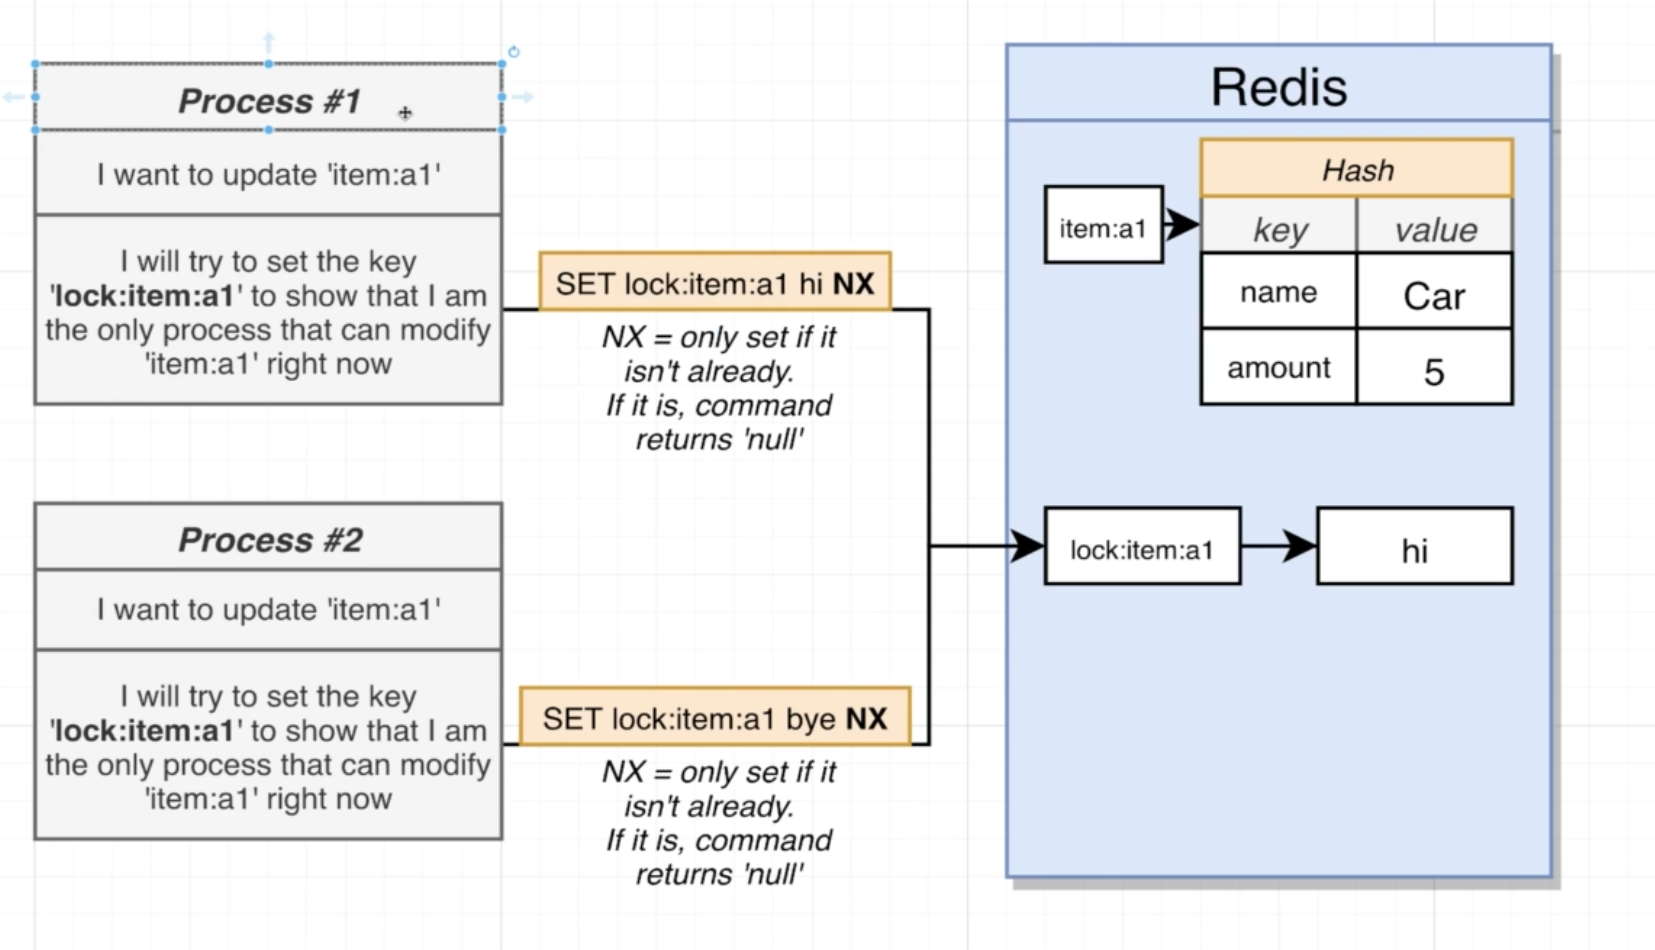 Process #1
I want to update 'item:a1'
I will try to set the key
'lock:item:a1' to show that I am
the only process that can modify
'item:a1' right now
SET lock:item:a1 hi NX
NX = only set if it
isn't already.
If it is, command
returns 'null'
Process #2
I want to update 'item:a1'
I will try to set the key
'lock:item:a1' to show that I am
the only process that can modify
'item:a1' right now
SET lock:item:a1 bye NX
NX = only set if it
isn't already.
If it is, command
returns 'null'
Redis
item:a1
Hash
key value
name Car
amount 5
lock:item:a1
hi